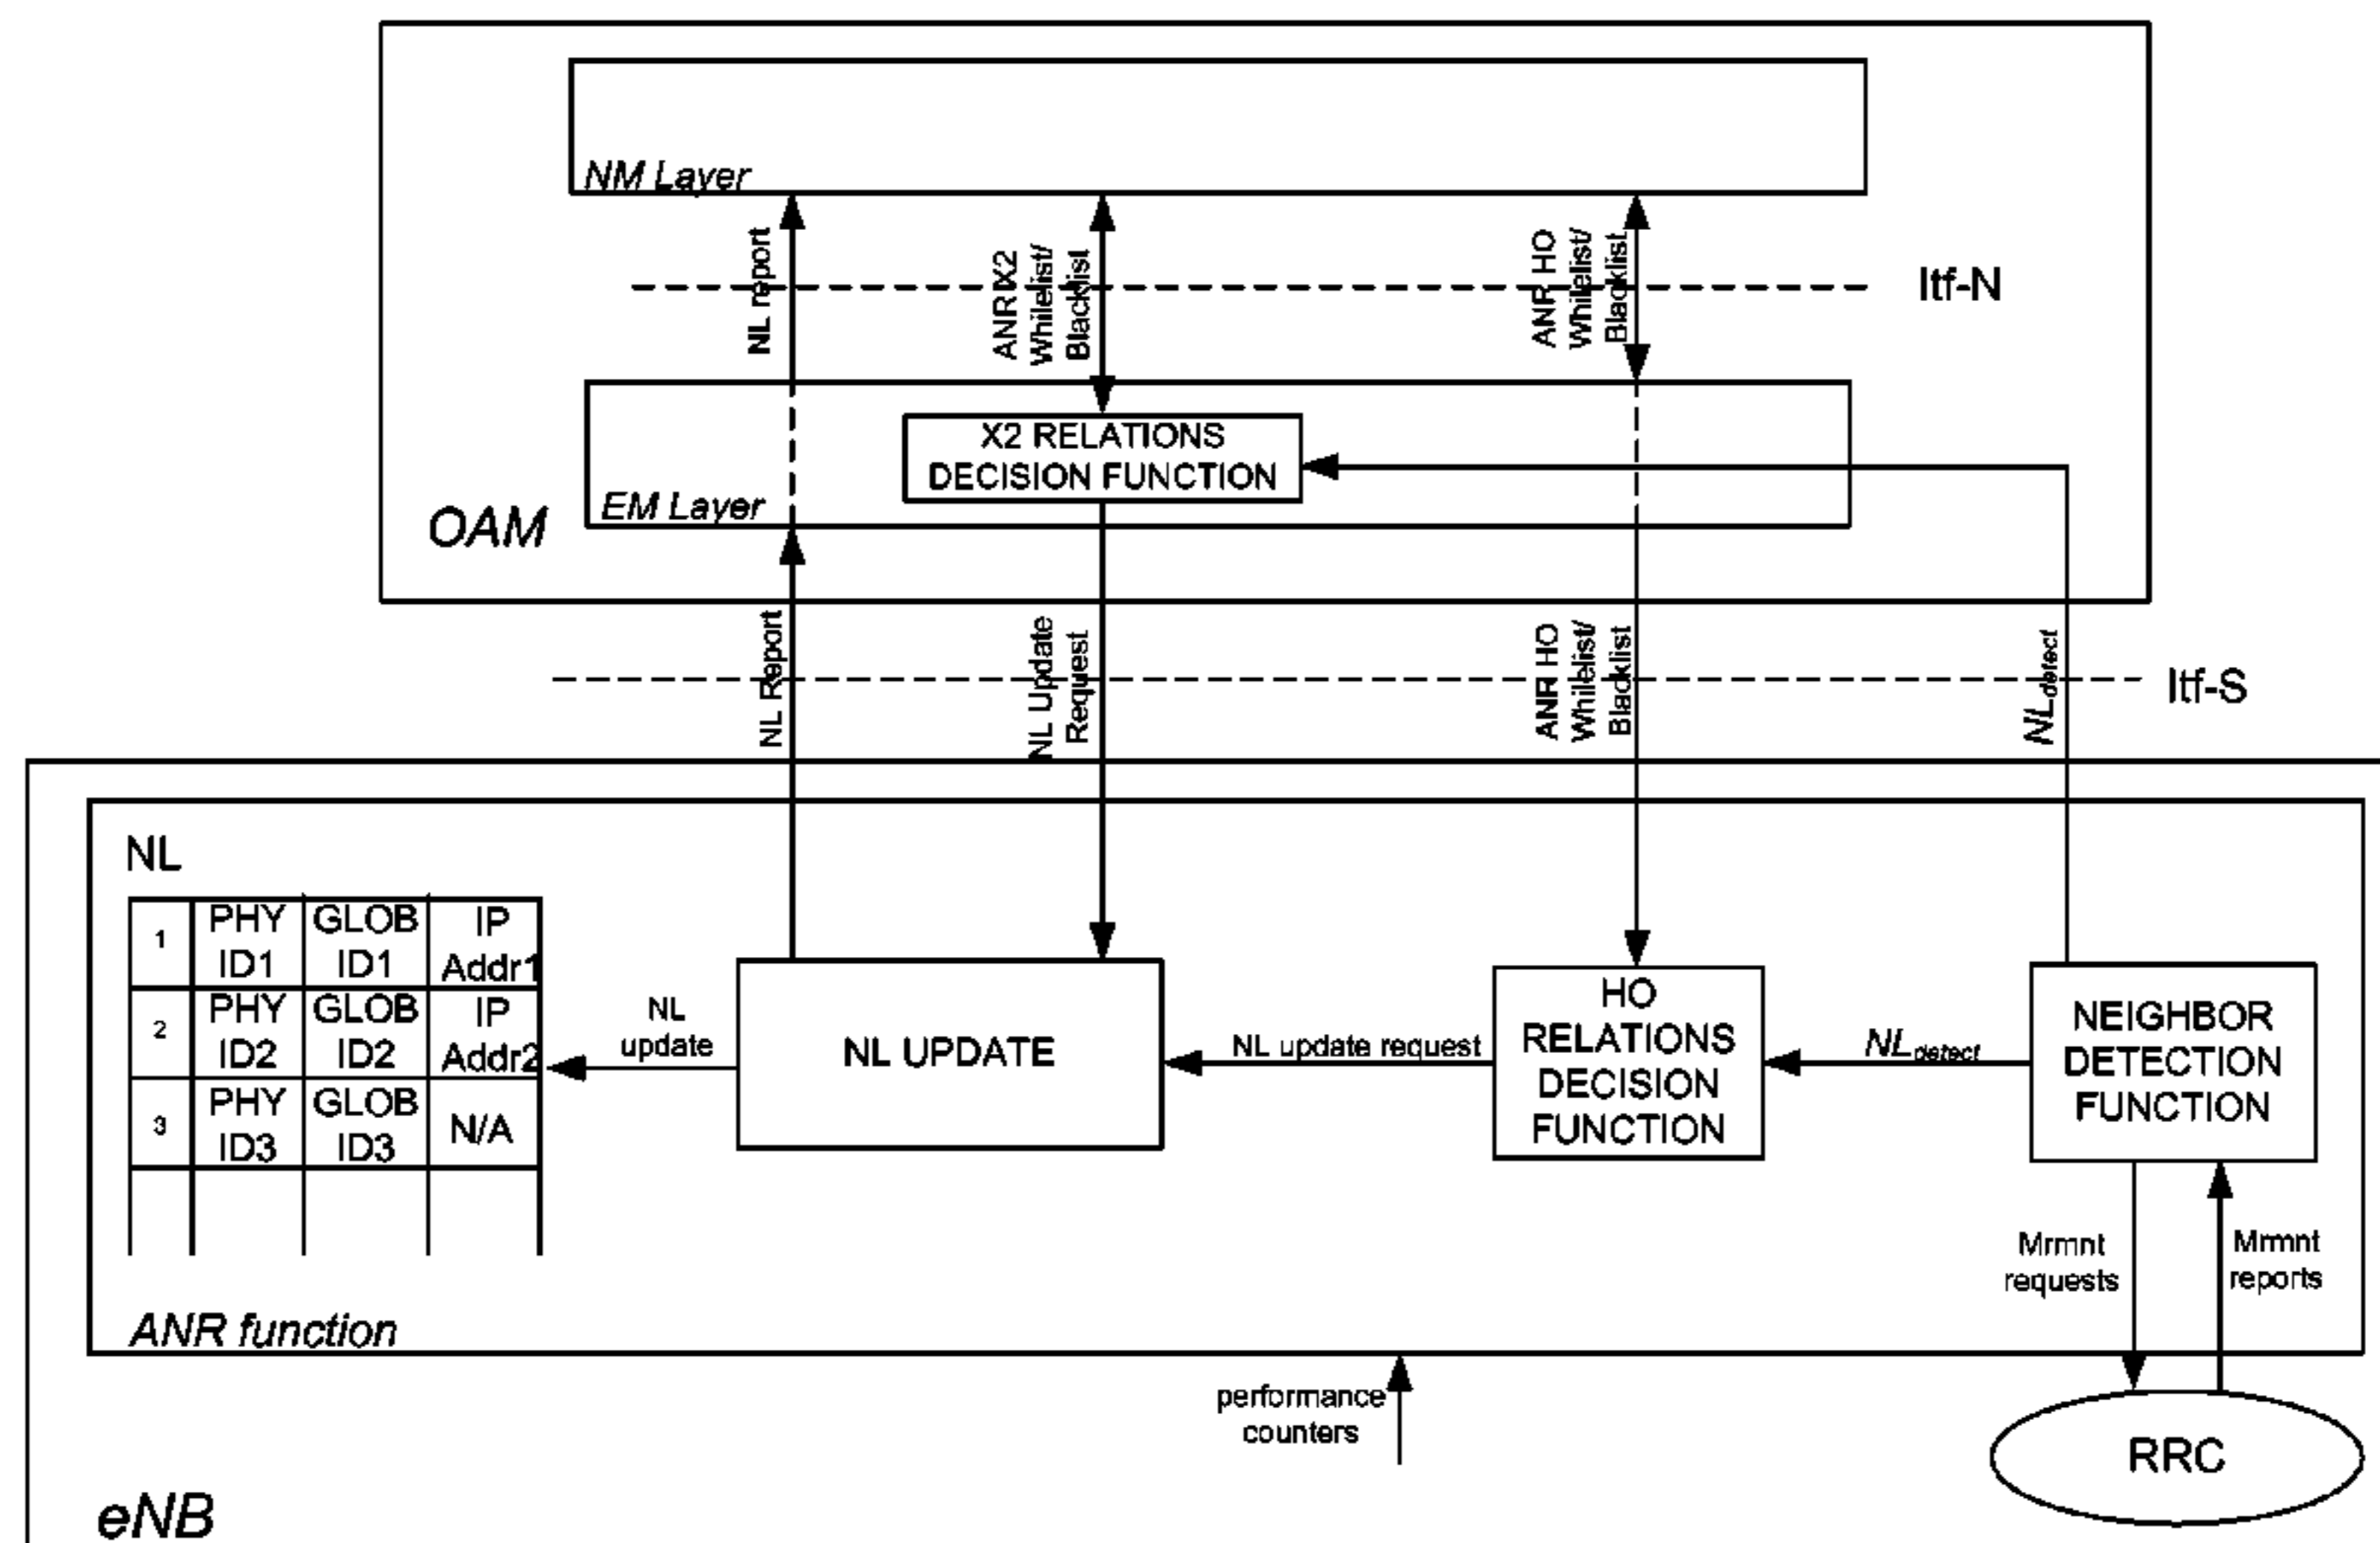 NM Layer
NL report
ANR X2
Whilelist/
Blacklist
ANR HO
Whilelist/
Blacklist
Itf-N
X2 RELATIONS
DECISION FUNCTION
EM Layer
OAM
NL Report
NL Update
Request
ANR HO
Whilelist/
Blacklist
NLdetect
Itf-S
NL
1 PHY GLOB IP
ID1 ID1 Addr1
2 PHY GLOB IP
ID2 ID2 Addr2
3 PHY GLOB N/A
ID3 ID3
NL
update
NL UPDATE
NL update request
HO
RELATIONS
DECISION
FUNCTION
NLdetect
NEIGHBOR
DETECTION
FUNCTION
Mrmnt
requests
Mrmnt
reports
ANR function
performance
counters
RRC
eNB